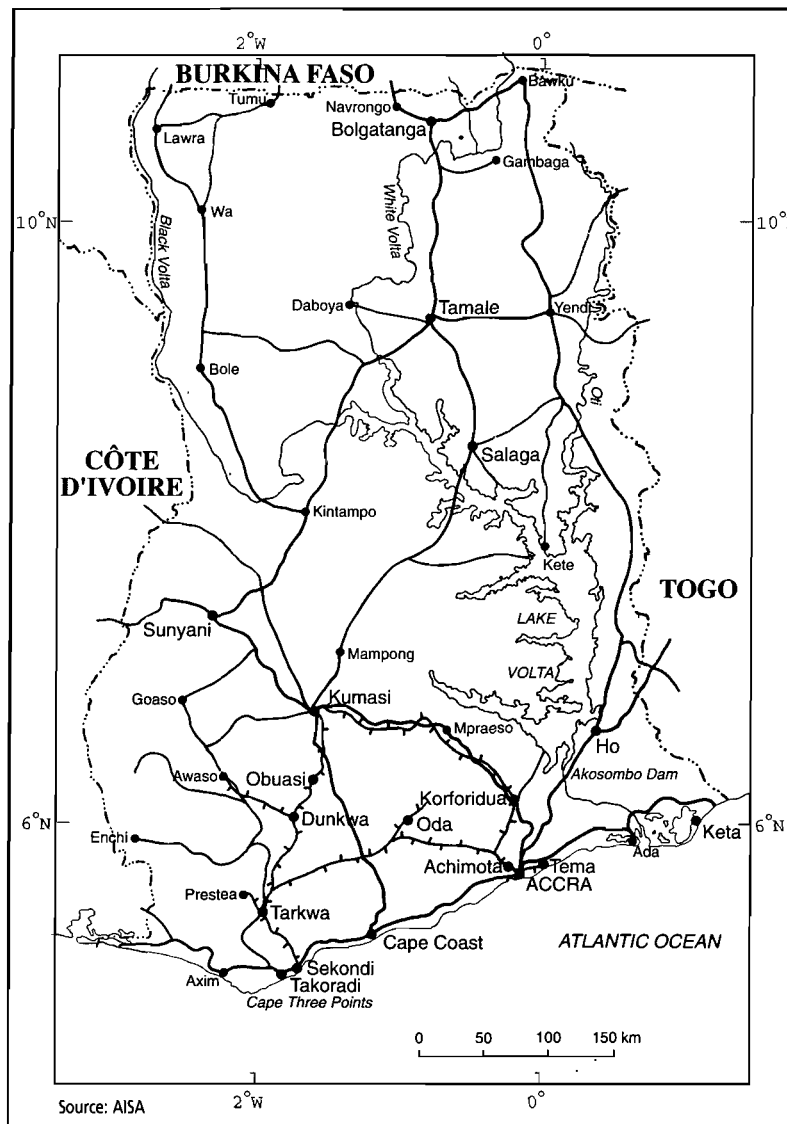 2°W
0°
BURKINA FASO
Bawku
Tumu
Navrongo
Lawra
Bolgatanga
Gambaga
White Volta
Wa
10°N
10°
Black Volta
Daboya
Tamale
Yendi
Bole
Oti
Salaga
CÔTE
D'IVOIRE
Kintampo
Kete
TOGO
LAKE
VOLTA
Sunyani
Mampong
Goaso
Kumasi
Mpraeso
Ho
Awaso
Obuasi
Akosombo Dam
Korforidua
Dunkwa
Oda
6°N
Keta
6°
Enchi
Ada
Achimota
Tema
ACCRA
Prestea
Tarkwa
Cape Coast
ATLANTIC OCEAN
Sekondi
Axim
Takoradi
Cape Three Points
0 50 100 150 km
2°W
0°
Source: AISA